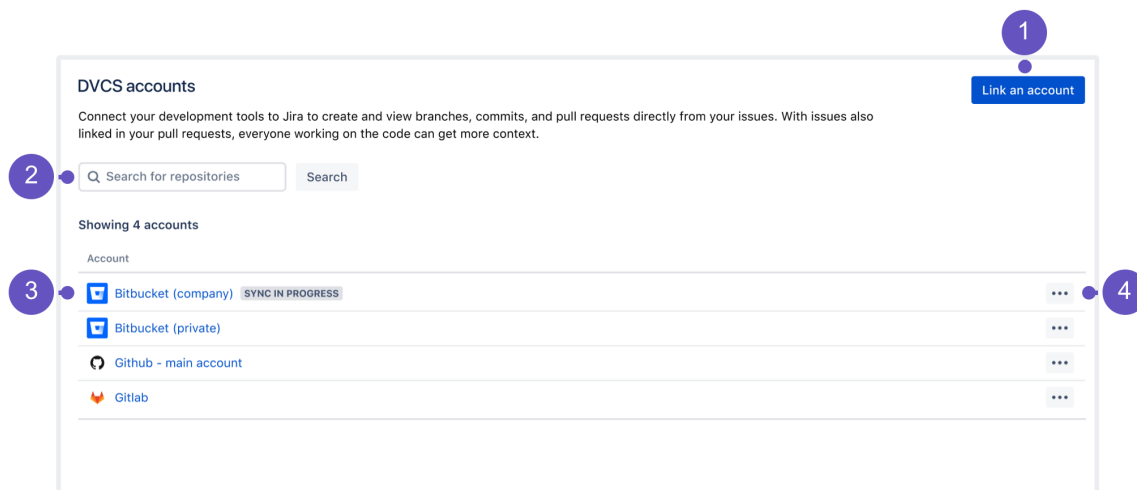 1
DVCS accounts
Link an account
Connect your development tools to Jira to create and view branches, commits, and pull requests directly from your issues. With issues also
linked in your pull requests, everyone working on the code can get more context.
2
Search for repositories
Search
Showing 4 accounts
Account
3
Bitbucket (company)
SYNC IN PROGRESS
4
Bitbucket (private)
Github - main account
Gitlab